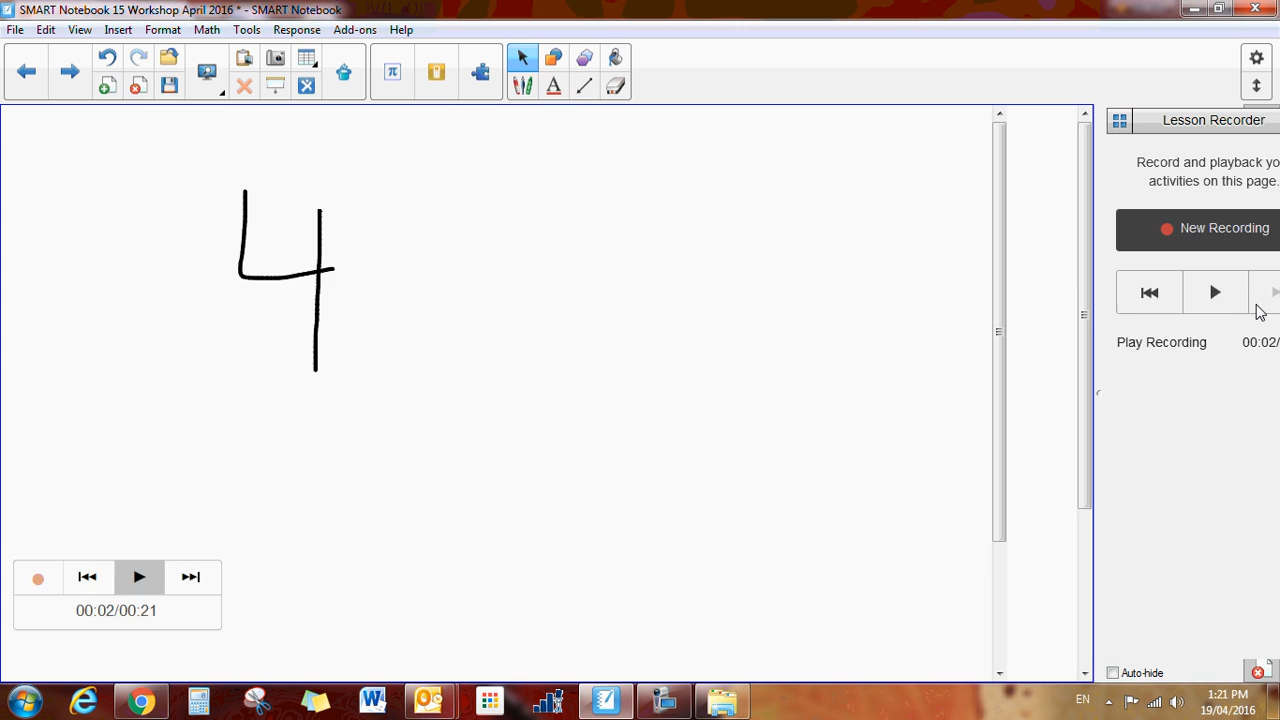 SMART Notebook 15 Workshop April 2016 * - SMART Notebook
File Edit View Insert Format Math Tools Response Add-ons Help
Lesson Recorder
Record and playback yo
activities on this page.
New Recording
Play Recording 00:02/
4
00:02/00:21
Auto-hide
EN
1:21 PM
19/04/2016